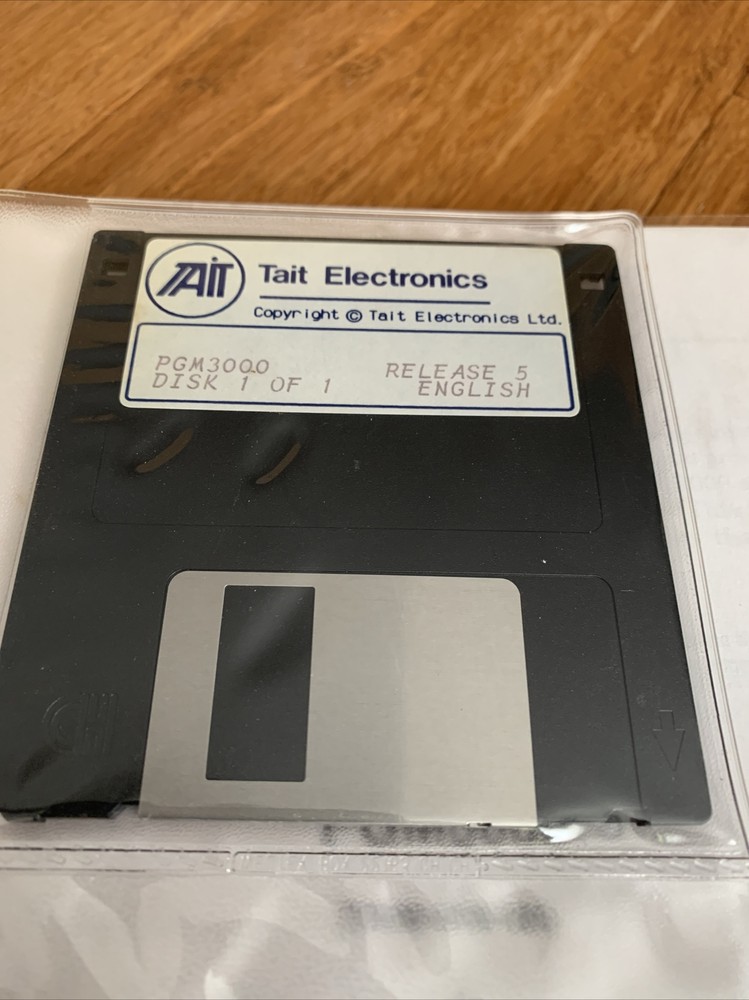 TAIT Tait Electronics
Copyright © Tait Electronics Ltd.
PGM3000 RELEASE 5
DISK 1 OF 1 ENGLISH